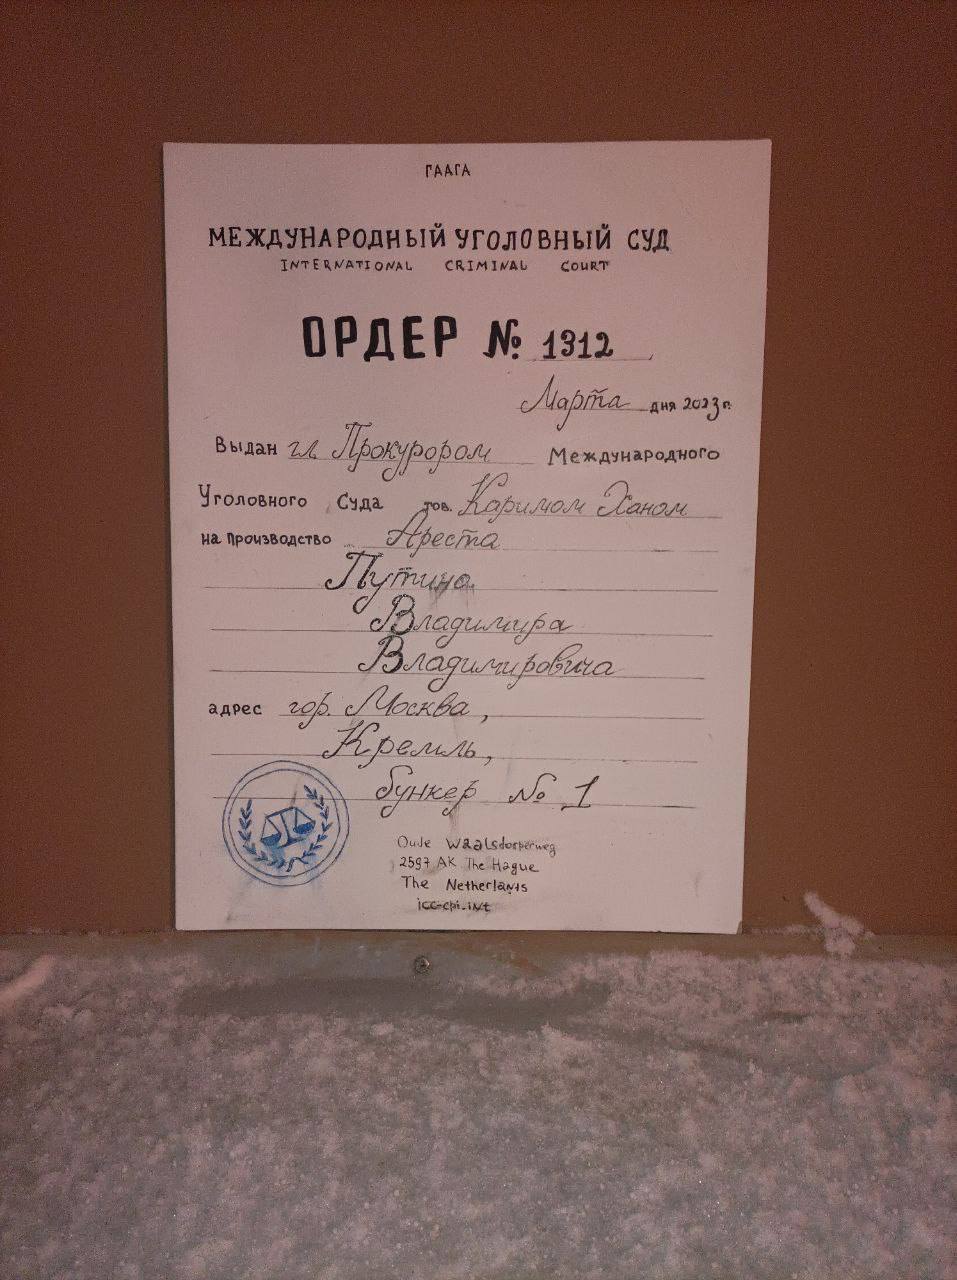 ГААГА
МЕЖДУНАРОДНЫЙ УГОЛОВНЫЙ СУД
INTERNATIONAL CRIMINAL COURT
ОРДЕР № 1312
Марта дня 2023 г.
Выдан гл. Прокурором Международного
Уголовного Суда тов. Каримом Ханом
на производство Ареста
Путина
Владимира
Владимировича
адрес гор. Москва,
Кремль,
бункер № 1
Oude Waalsdorperweg
2597 AK The Hague
The Netherlands
icc-cpi.int